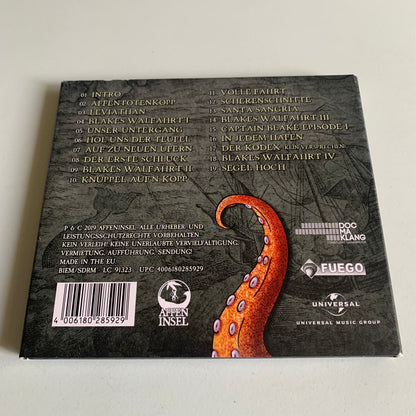 01 INTRO
02 AFFENTOTENKOPP
03 LEVIATHAN
04 BLAKES WALFAHRT I
05 UNSER UNTERGANG
06 HOL UNS DER TEUFEL
07 AUF ZU NEUEN UFERN
08 DER ERSTE SCHLUCK
09 BLAKES WALFAHRT II
10 KNÜPPEL AUF'N KOPP
11 VOLLE FAHRT
12 SCHERENSCHNITTE
13 SANTA SANGRIA
14 BLAKES WALFAHRT III
15 CAPTAIN BLAKE EPISODE I
16 IN JEDEM HAFEN
17 DER KODEX (KEIN VERSPRECHEN)
18 BLAKES WALFAHRT IV
19 SEGEL HOCH
P & C 2019 AFFENINSEL. ALLE URHEBER- UND
LEISTUNGSSCHUTZRECHTE VORBEHALTEN.
KEIN VERLEIH! KEINE UNERLAUBTE VERVIELFÄLTIGUNG,
VERMIETUNG, AUFFÜHRUNG, SENDUNG!
MADE IN THE EU
BIEM/SDRM LC 91323 UPC 4006180285929
4 006180 285929
AFFEN
INSEL
DOC
MA
KLANG
FUEGO
UNIVERSAL
UNIVERSAL MUSIC GROUP